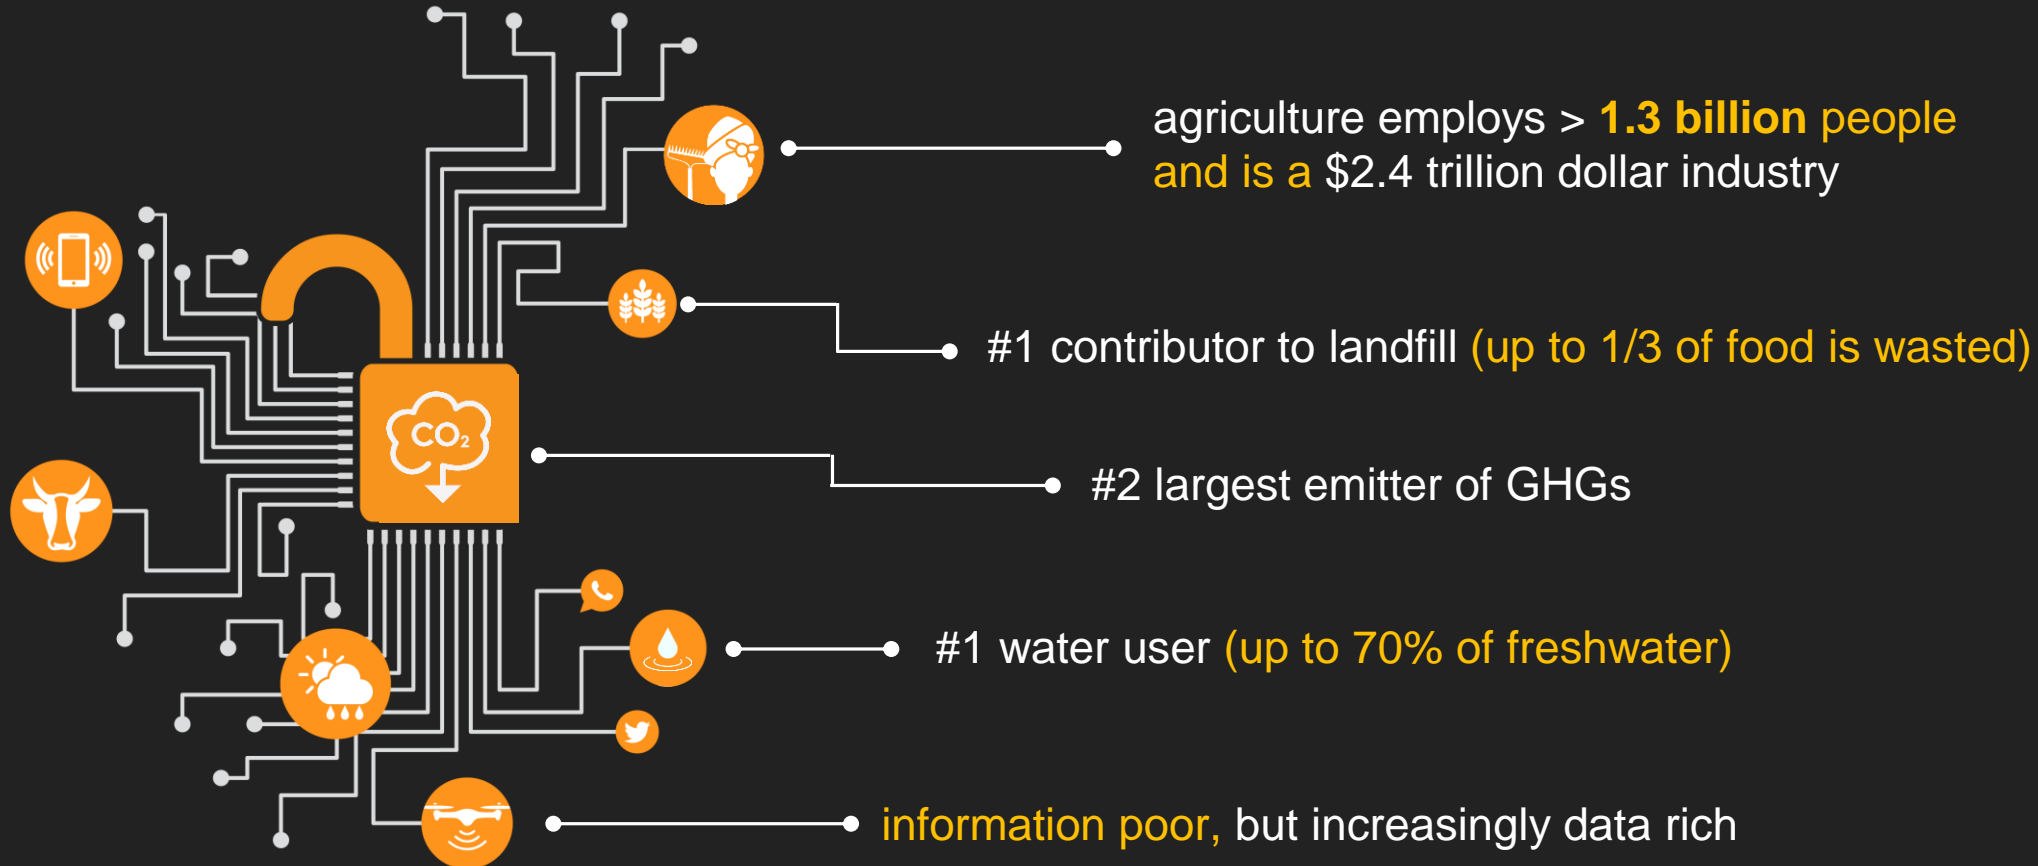 agriculture employs > 1.3 billion people
and is a $2.4 trillion dollar industry
#1 contributor to landfill (up to 1/3 of food is wasted)
CO₂
#2 largest emitter of GHGs
#1 water user (up to 70% of freshwater)
information poor, but increasingly data rich